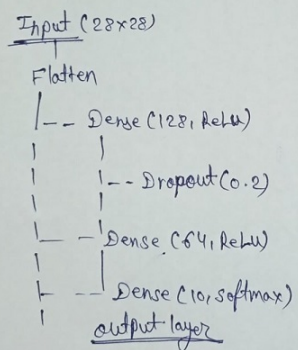 Input (28x28)
Flatten
Dense (128, ReLu)
Dropout (0.2)
Dense (64, ReLu)
Dense (10, softmax)
output layer